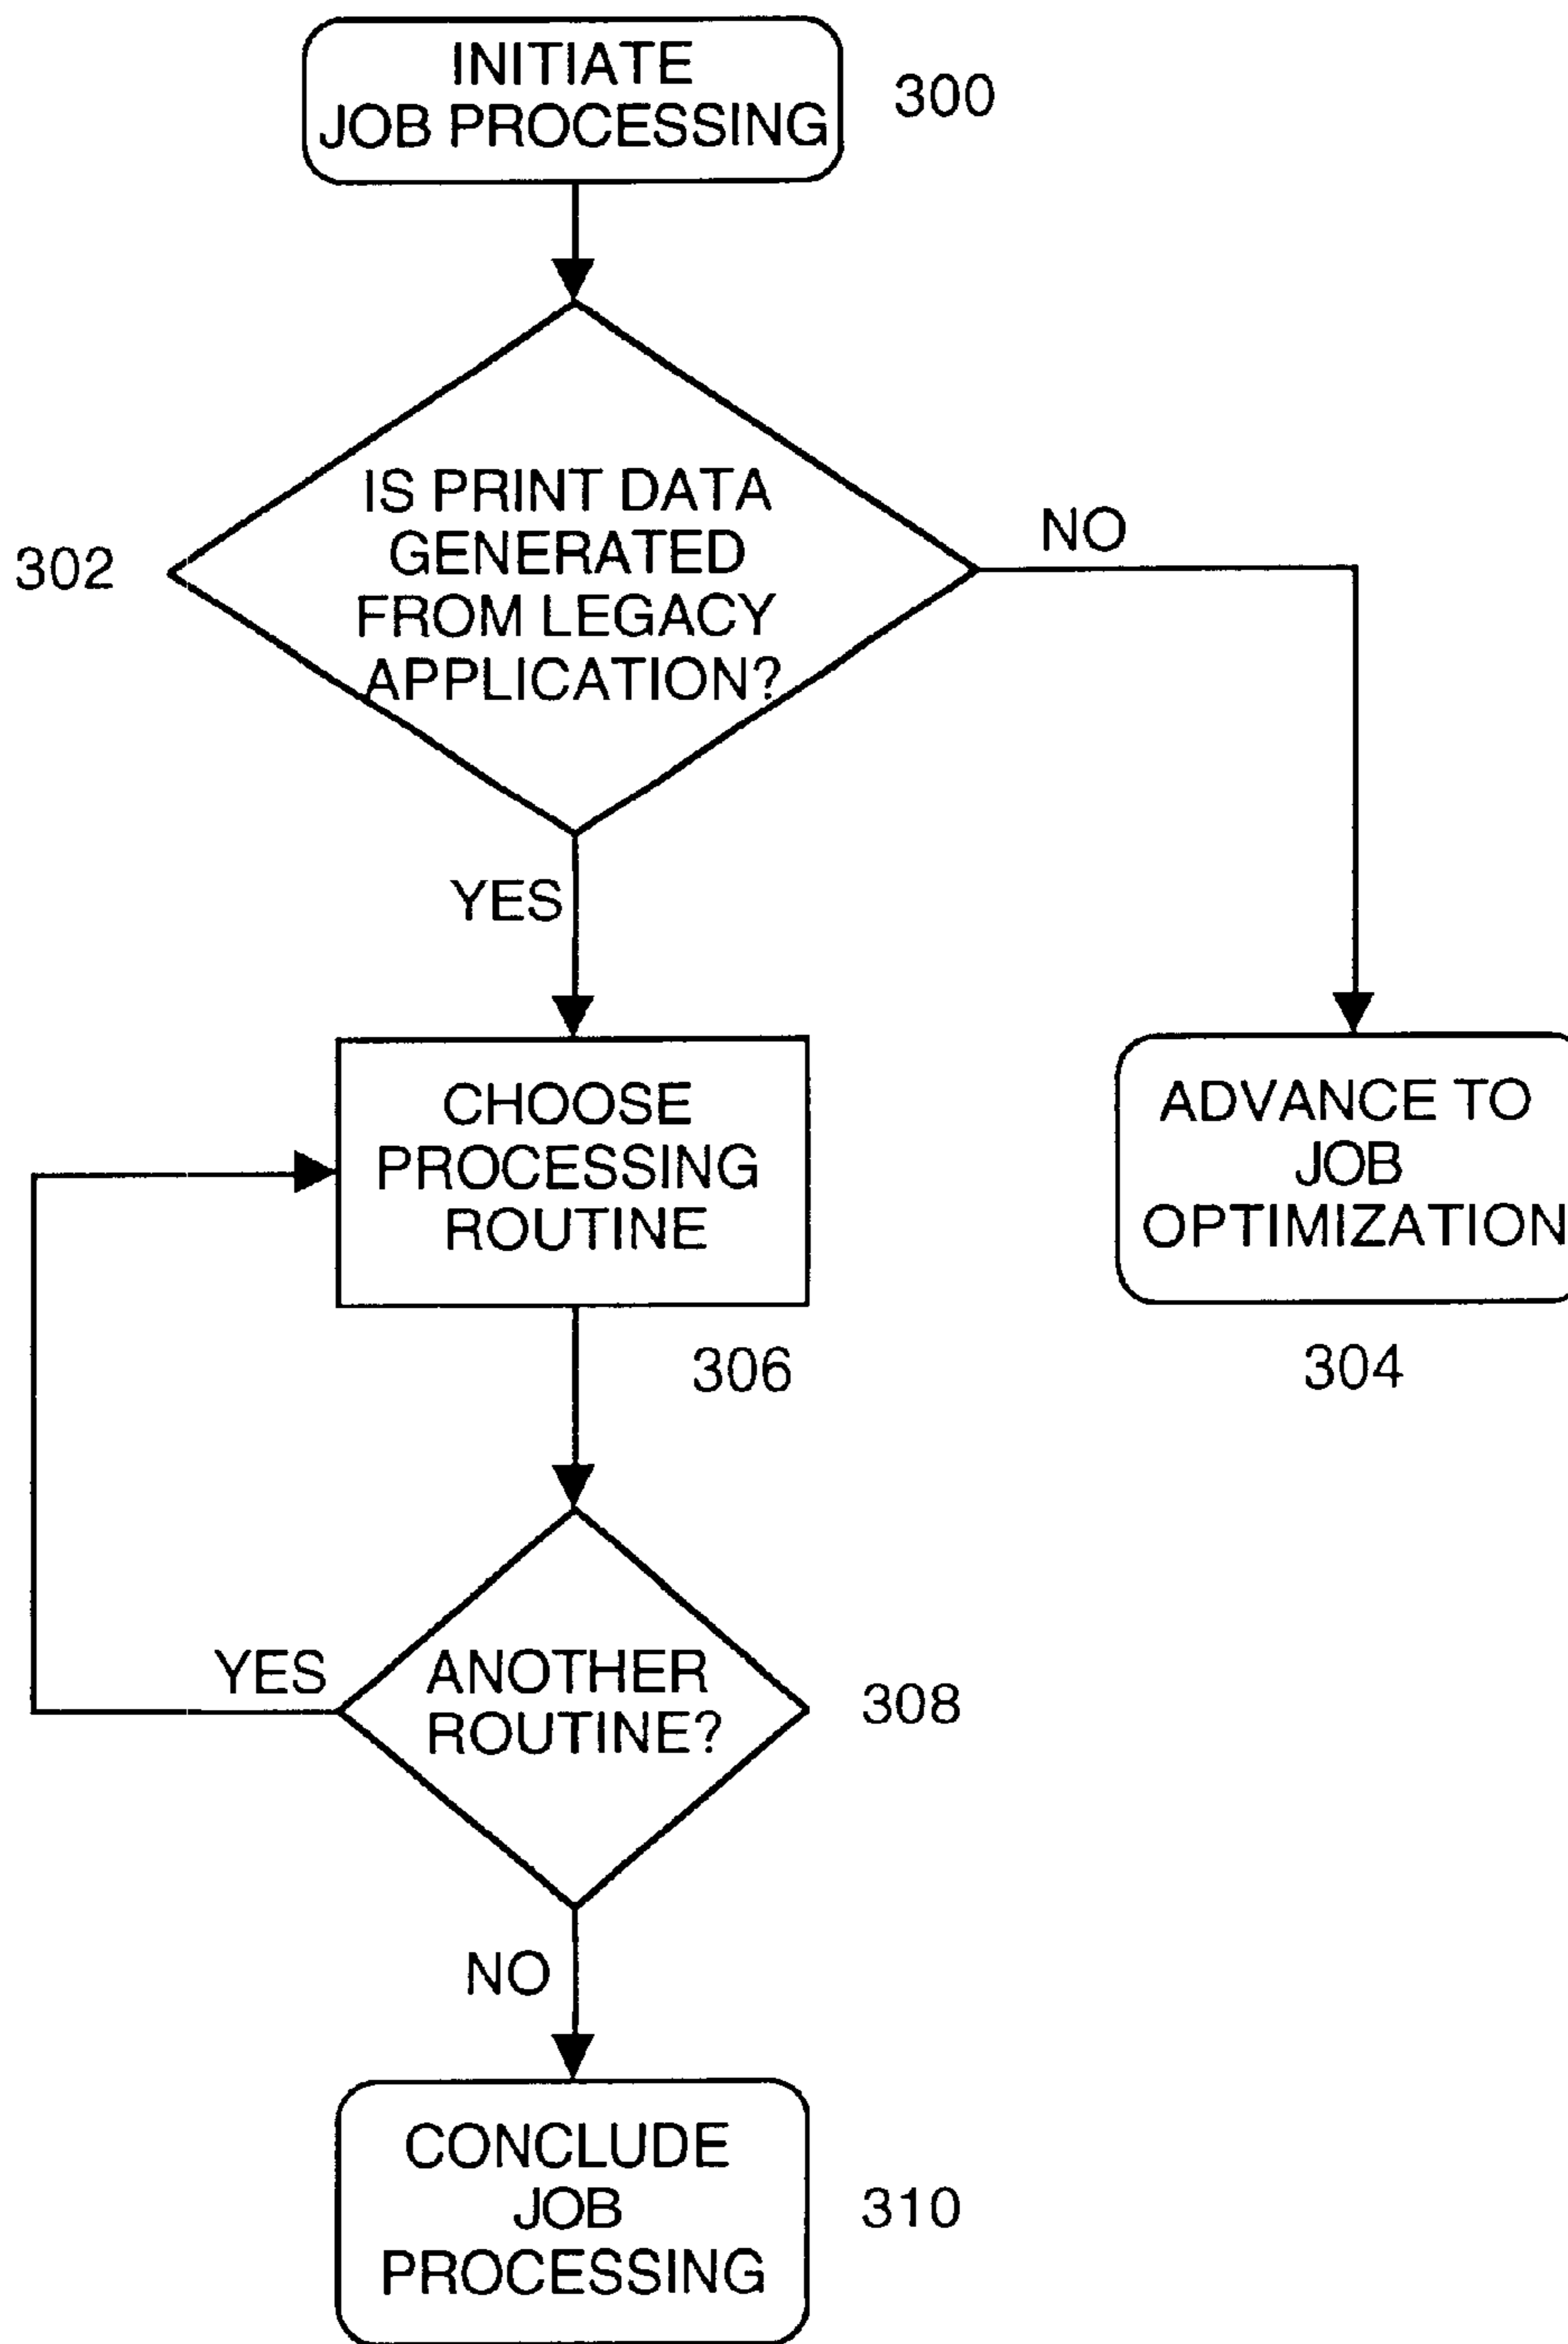 INITIATE
JOB PROCESSING
300
IS PRINT DATA
GENERATED
FROM LEGACY
APPLICATION?
302
NO
YES
CHOOSE
PROCESSING
ROUTINE
306
ADVANCE TO
JOB
OPTIMIZATION
304
YES
ANOTHER
ROUTINE?
308
NO
CONCLUDE
JOB
PROCESSING
310